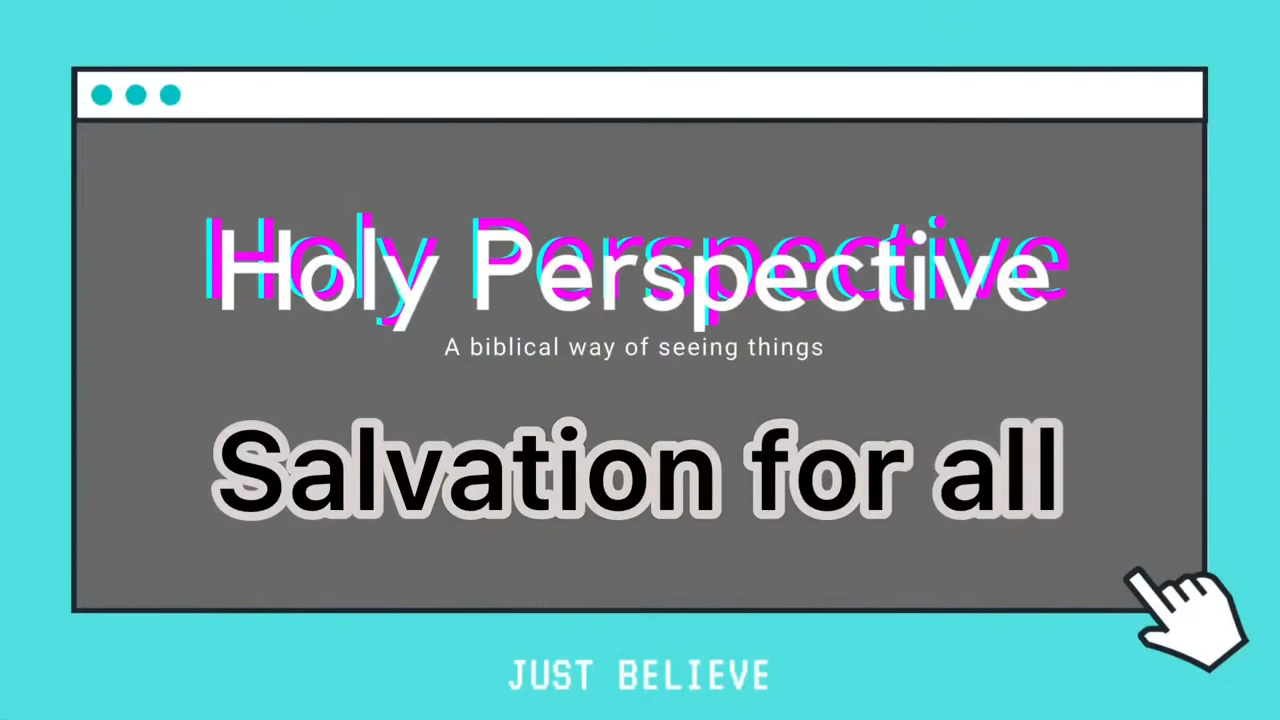 Holy Perspective
A biblical way of seeing things
Salvation for all
JUST BELIEVE